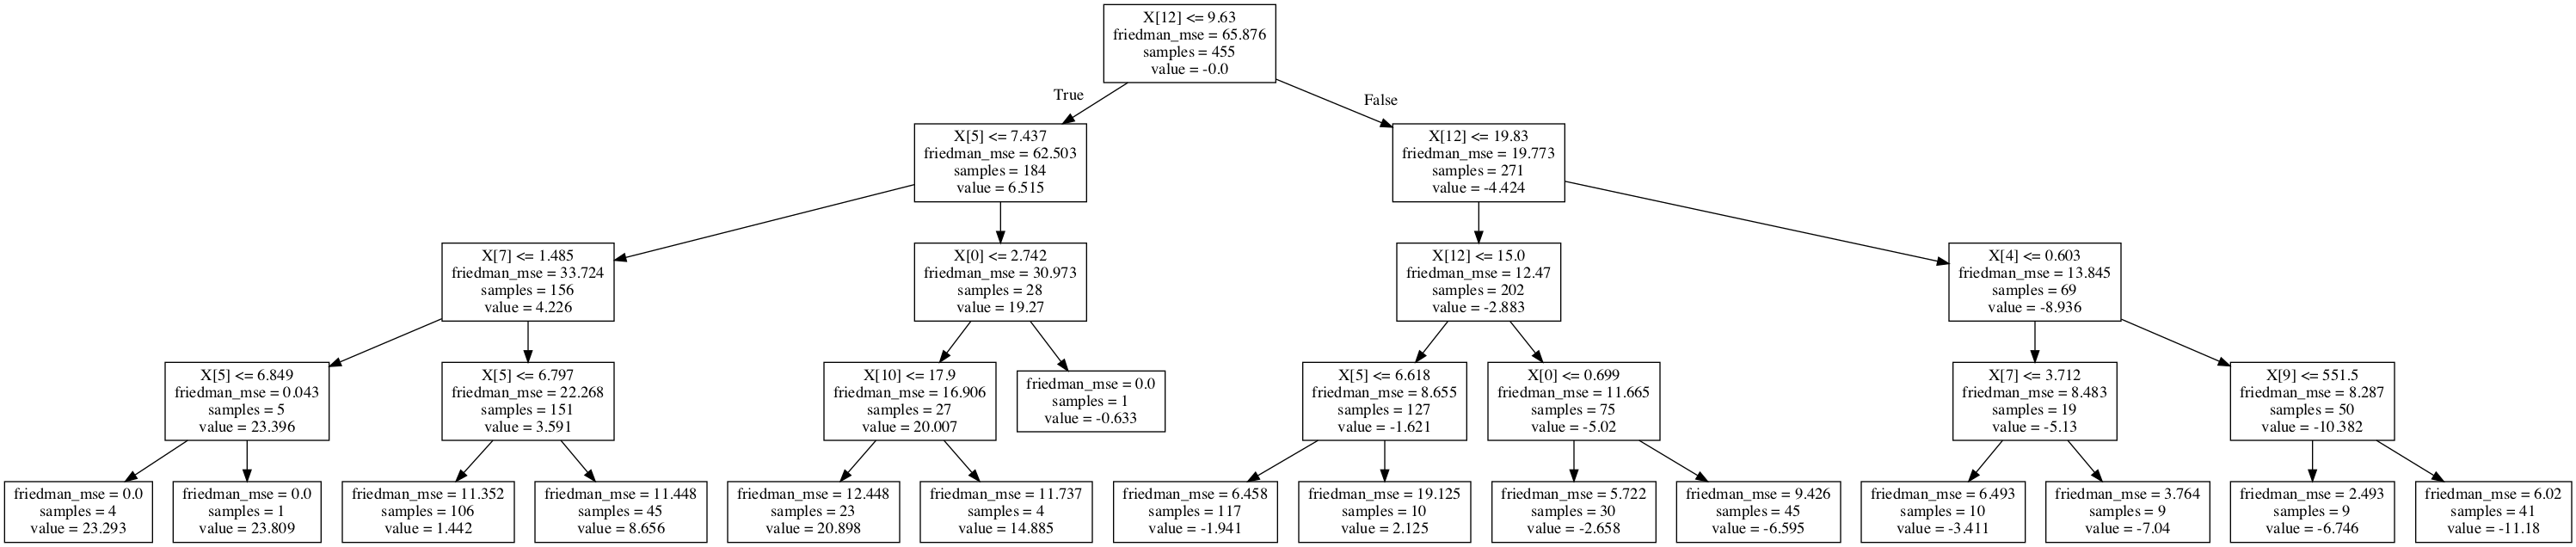 X[12] <= 9.63
friedman_mse = 65.876
samples = 455
value = -0.0
True
False
X[5] <= 7.437
friedman_mse = 62.503
samples = 184
value = 6.515
X[12] <= 19.83
friedman_mse = 19.773
samples = 271
value = -4.424
X[7] <= 1.485
friedman_mse = 33.724
samples = 156
value = 4.226
X[0] <= 2.742
friedman_mse = 30.973
samples = 28
value = 19.27
X[12] <= 15.0
friedman_mse = 12.47
samples = 202
value = -2.883
X[4] <= 0.603
friedman_mse = 13.845
samples = 69
value = -8.936
X[5] <= 6.849
friedman_mse = 0.043
samples = 5
value = 23.396
X[5] <= 6.797
friedman_mse = 22.268
samples = 151
value = 3.591
X[10] <= 17.9
friedman_mse = 16.906
samples = 27
value = 20.007
friedman_mse = 0.0
samples = 1
value = -0.633
X[5] <= 6.618
friedman_mse = 8.655
samples = 127
value = -1.621
X[0] <= 0.699
friedman_mse = 11.665
samples = 75
value = -5.02
X[7] <= 3.712
friedman_mse = 8.483
samples = 19
value = -5.13
X[9] <= 551.5
friedman_mse = 8.287
samples = 50
value = -10.382
friedman_mse = 0.0
samples = 4
value = 23.293
friedman_mse = 0.0
samples = 1
value = 23.809
friedman_mse = 11.352
samples = 106
value = 1.442
friedman_mse = 11.448
samples = 45
value = 8.656
friedman_mse = 12.448
samples = 23
value = 20.898
friedman_mse = 11.737
samples = 4
value = 14.885
friedman_mse = 6.458
samples = 117
value = -1.941
friedman_mse = 19.125
samples = 10
value = 2.125
friedman_mse = 5.722
samples = 30
value = -2.658
friedman_mse = 9.426
samples = 45
value = -6.595
friedman_mse = 6.493
samples = 10
value = -3.411
friedman_mse = 3.764
samples = 9
value = -7.04
friedman_mse = 2.493
samples = 9
value = -6.746
friedman_mse = 6.02
samples = 41
value = -11.18